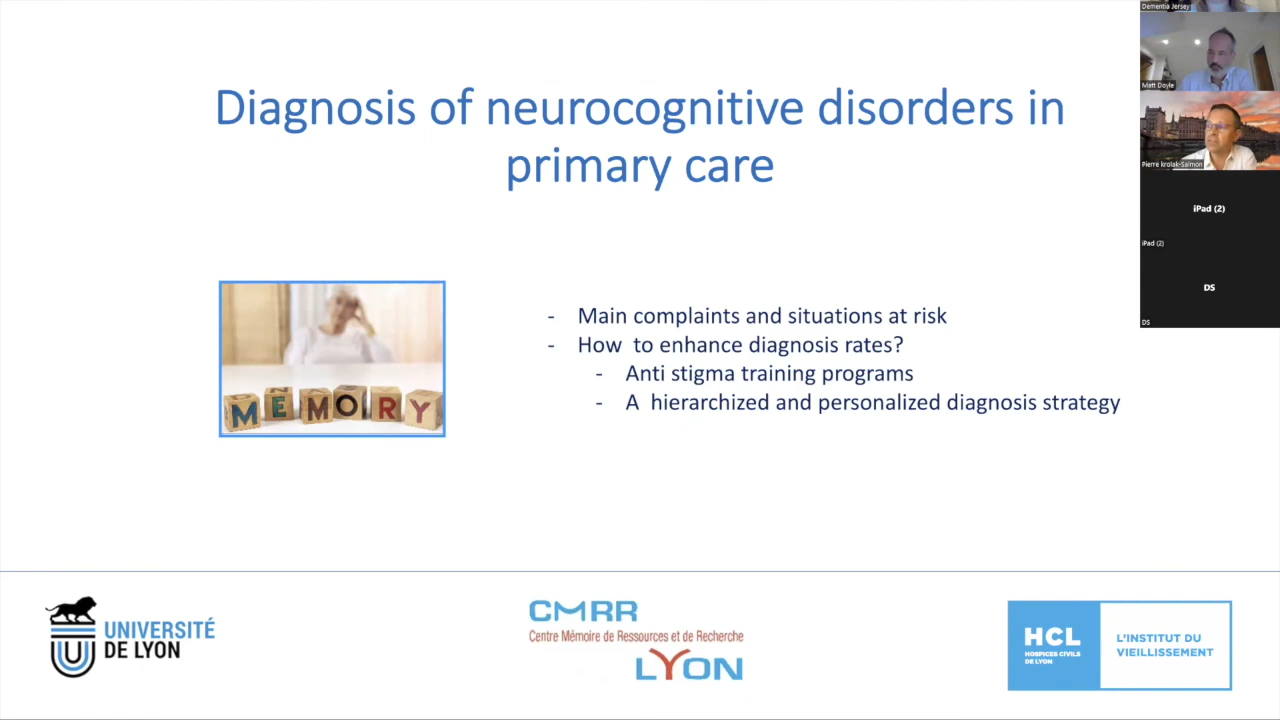 Diagnosis of neurocognitive disorders in
primary care
MEMORY
- Main complaints and situations at risk
- How to enhance diagnosis rates?
- Anti stigma training programs
- A hierarchized and personalized diagnosis strategy
UNIVERSITÉ
DE LYON
CMRR
Centre Mémoire de Ressources et de Recherche
LYON
HCL
HOSPICES CIVILS
DE LYON
L'INSTITUT DU
VIEILLISSEMENT
Dementia Jersey
Matt Doyle
Pierre krolak-Salmon
iPad (2)
iPad (2)
DS
DS